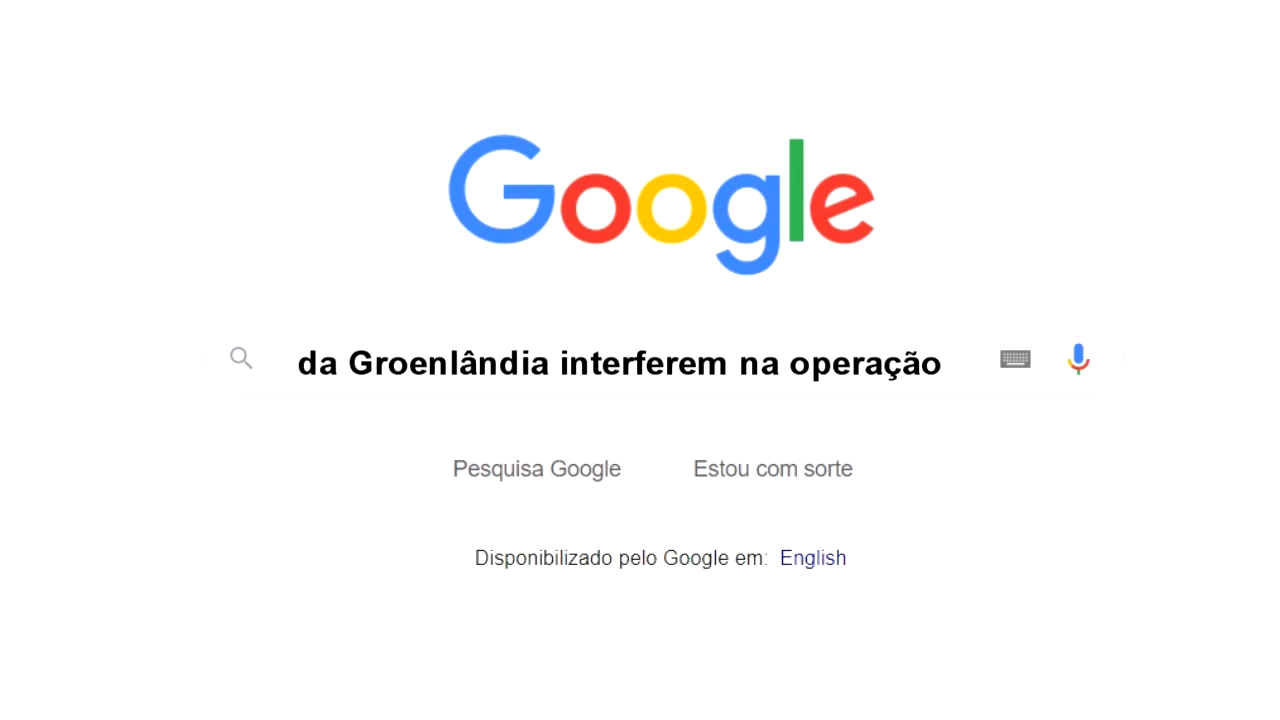 Google
da Groenlândia interferem na operação
Pesquisa Google Estou com sorte
Disponibilizado pelo Google em: English